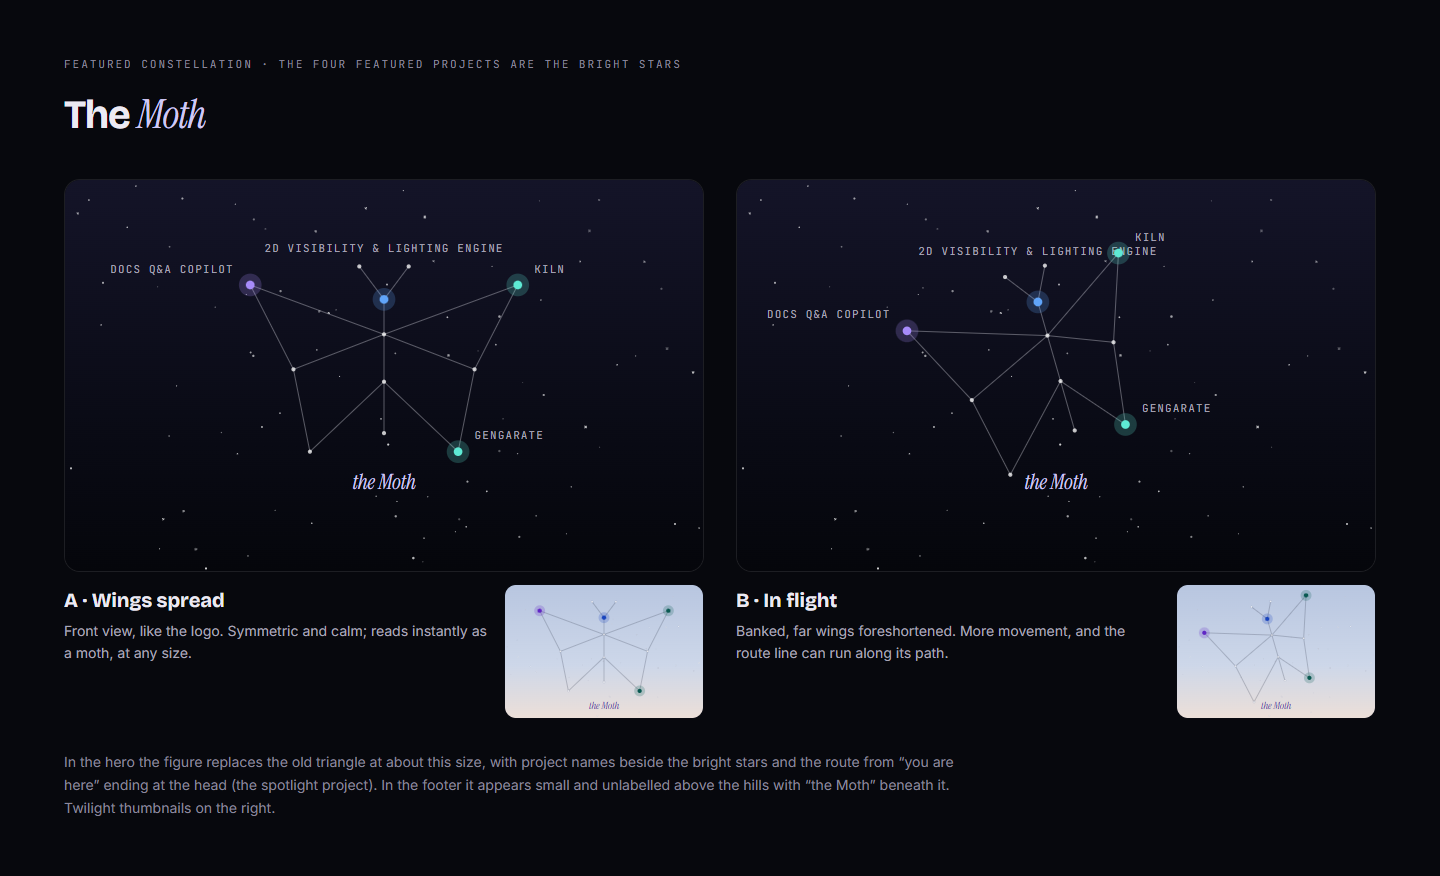 FEATURED CONSTELLATION · THE FOUR FEATURED PROJECTS ARE THE BRIGHT STARS
The Moth
2D VISIBILITY & LIGHTING ENGINE
DOCS Q&A COPILOT
KILN
GENGARATE
the Moth
KILN
2D VISIBILITY & LIGHTING ENGINE
DOCS Q&A COPILOT
GENGARATE
the Moth
A · Wings spread
Front view, like the logo. Symmetric and calm; reads instantly as
a moth, at any size.
the Moth
B · In flight
Banked, far wings foreshortened. More movement, and the
route line can run along its path.
the Moth
In the hero the figure replaces the old triangle at about this size, with project names beside the bright stars and the route from “you are
here” ending at the head (the spotlight project). In the footer it appears small and unlabelled above the hills with “the Moth” beneath it.
Twilight thumbnails on the right.